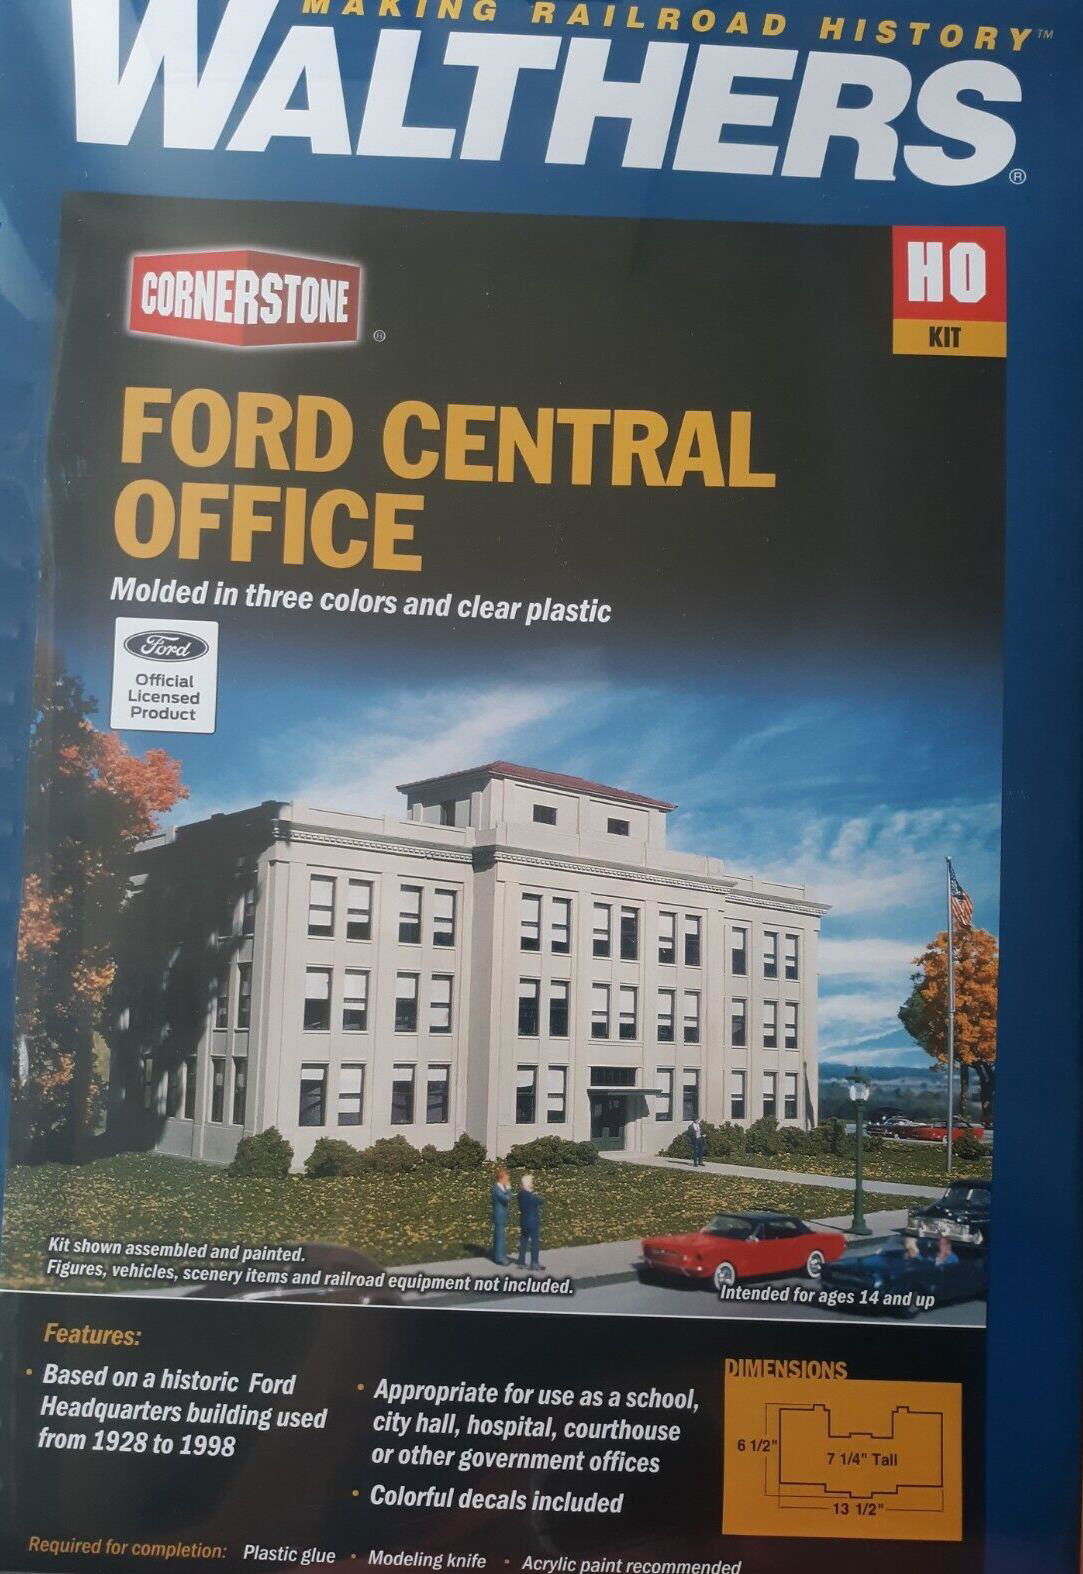 MAKING RAILROAD HISTORY™
WALTHERS®
CORNERSTONE®
HO
KIT
FORD CENTRAL
OFFICE
Molded in three colors and clear plastic
Ford
Official
Licensed
Product
Kit shown assembled and painted.
Figures, vehicles, scenery items and railroad equipment not included.
Intended for ages 14 and up
Features:
• Based on a historic Ford
Headquarters building used
from 1928 to 1998
• Appropriate for use as a school,
city hall, hospital, courthouse
or other government offices
• Colorful decals included
DIMENSIONS
6 1/2"
7 1/4" Tall
13 1/2"
Required for completion: Plastic glue • Modeling knife • Acrylic paint recommended